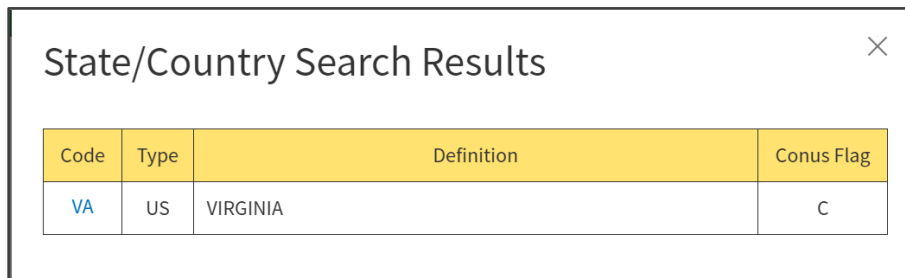 State/Country Search Results
Code Type Definition Conus Flag
VA US VIRGINIA C